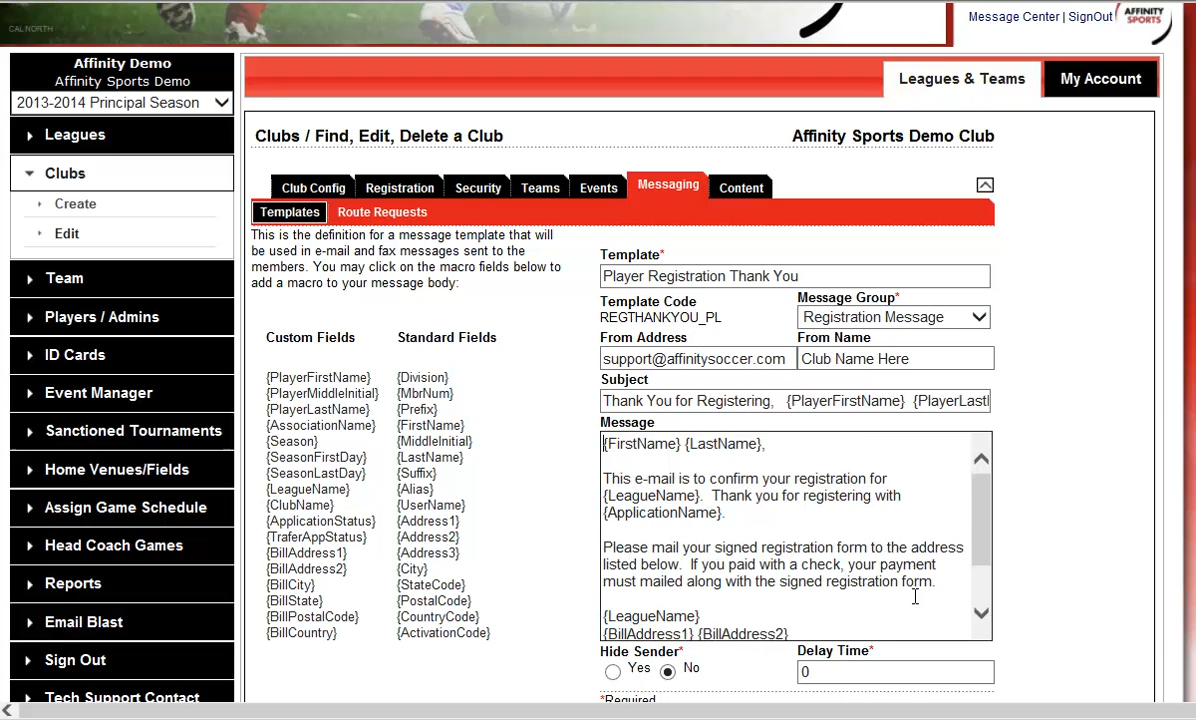 CAL NORTH
Message Center | SignOut
AFFINITY
SPORTS
Affinity Demo
Affinity Sports Demo
2013-2014 Principal Season
Leagues & Teams
My Account
Leagues
Clubs
Create
Edit
Team
Players / Admins
ID Cards
Event Manager
Sanctioned Tournaments
Home Venues/Fields
Assign Game Schedule
Head Coach Games
Reports
Email Blast
Sign Out
Tech Support Contact
Clubs / Find, Edit, Delete a Club
Affinity Sports Demo Club
Club Config
Registration
Security
Teams
Events
Messaging
Content
Templates
Route Requests
This is the definition for a message template that will
be used in e-mail and fax messages sent to the
members. You may click on the macro fields below to
add a macro to your message body:
Custom Fields
{PlayerFirstName}
{PlayerMiddleInitial}
{PlayerLastName}
{AssociationName}
{Season}
{SeasonFirstDay}
{SeasonLastDay}
{LeagueName}
{ClubName}
{ApplicationStatus}
{TraferAppStatus}
{BillAddress1}
{BillAddress2}
{BillCity}
{BillState}
{BillPostalCode}
{BillCountry}
Standard Fields
{Division}
{MbrNum}
{Prefix}
{FirstName}
{MiddleInitial}
{LastName}
{Suffix}
{Alias}
{UserName}
{Address1}
{Address2}
{Address3}
{City}
{StateCode}
{PostalCode}
{CountryCode}
{ActivationCode}
Template*
Player Registration Thank You
Template Code
REGTHANKYOU_PL
Message Group*
Registration Message
From Address
support@affinitysoccer.com
From Name
Club Name Here
Subject
Thank You for Registering, {PlayerFirstName} {PlayerLast
Message
{FirstName} {LastName},
This e-mail is to confirm your registration for
{LeagueName}. Thank you for registering with
{ApplicationName}.
Please mail your signed registration form to the address
listed below. If you paid with a check, your payment
must mailed along with the signed registration form.
{LeagueName}
{BillAddress1} {BillAddress2}
Hide Sender*
Yes No
Delay Time*
0
*Required